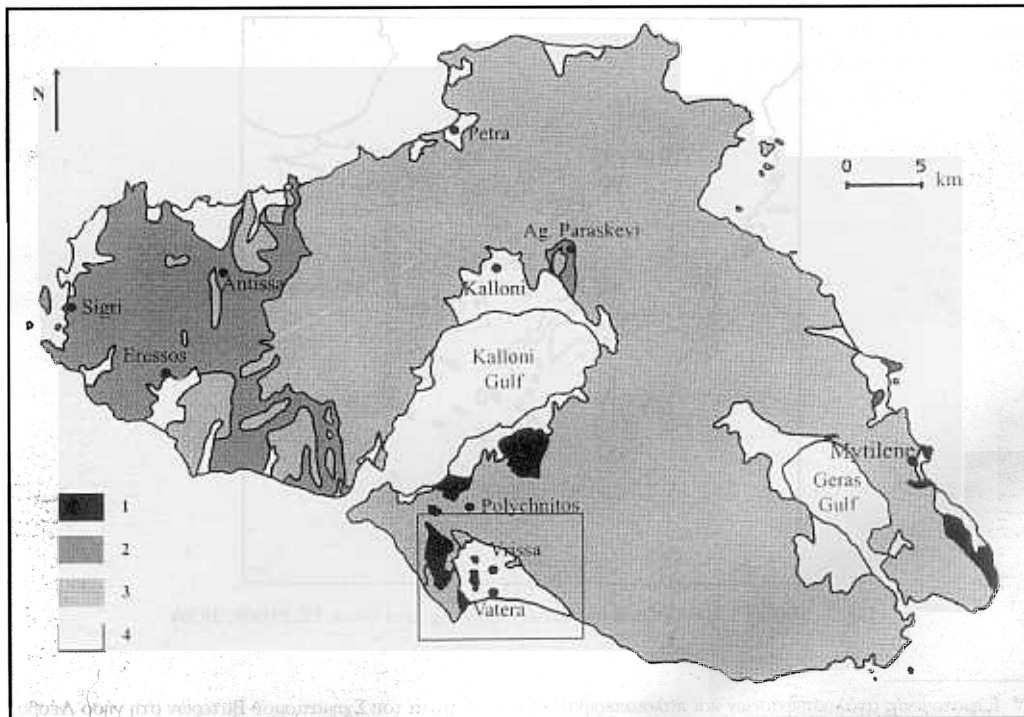 N
Petra
0 5
km
Ag. Paraskevi
Kalloni
Antissa
Sigri
Kalloni
Gulf
Eressos
Mytilene
Geras
Gulf
1
Polychnitos
2
Vrissa
3
Vatera
4